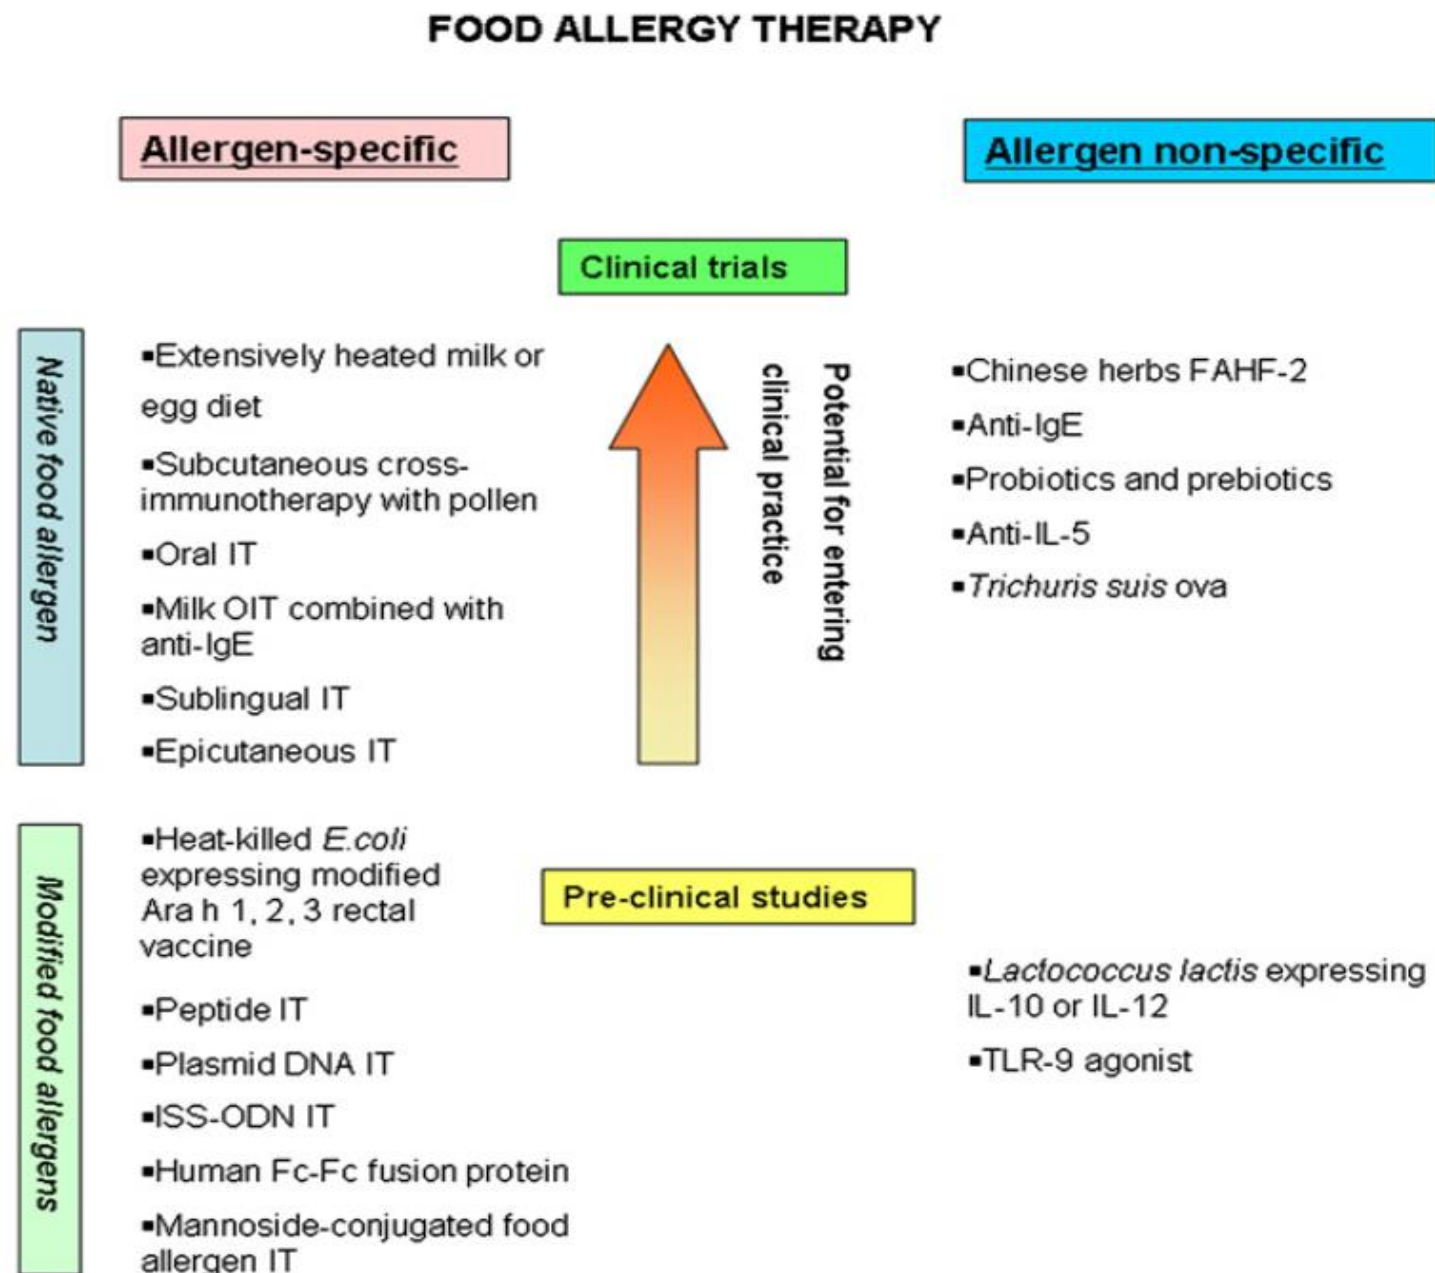 FOOD ALLERGY THERAPY
Allergen-specific
Allergen non-specific
Clinical trials
Native food allergen
▪Extensively heated milk or
egg diet
▪Subcutaneous cross-
immunotherapy with pollen
▪Oral IT
▪Milk OIT combined with
anti-IgE
▪Sublingual IT
▪Epicutaneous IT
Potential for entering
clinical practice
▪Chinese herbs FAHF-2
▪Anti-IgE
▪Probiotics and prebiotics
▪Anti-IL-5
▪Trichuris suis ova
Modified food allergens
▪Heat-killed E.coli
expressing modified
Ara h 1, 2, 3 rectal
vaccine
▪Peptide IT
▪Plasmid DNA IT
▪ISS-ODN IT
▪Human Fc-Fc fusion protein
▪Mannoside-conjugated food
allergen IT
Pre-clinical studies
▪Lactococcus lactis expressing
IL-10 or IL-12
▪TLR-9 agonist